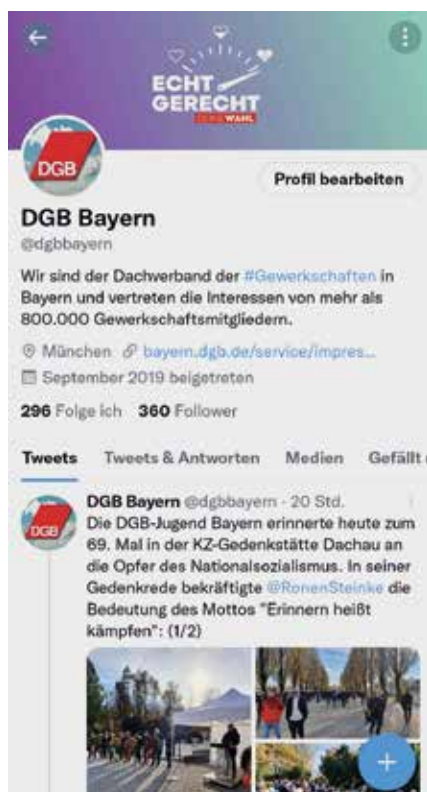 ECHT
GERECHT
WAHL
DGB
Profil bearbeiten
DGB Bayern
@dgbbayern
Wir sind der Dachverband der #Gewerkschaften in
Bayern und vertreten die Interessen von mehr als
800.000 Gewerkschaftsmitgliedern.
München bayern.dgb.de/service/impres...
September 2019 beigetreten
296 Folge ich 360 Follower
Tweets Tweets & Antworten Medien Gefällt
DGB
DGB Bayern @dgbbayern · 20 Std.
Die DGB-Jugend Bayern erinnerte heute zum
69. Mal in der KZ-Gedenkstätte Dachau an
die Opfer des Nationalsozialismus. In seiner
Gedenkrede bekräftigte @RonenSteinke die
Bedeutung des Mottos "Erinnern heißt
kämpfen": (1/2)